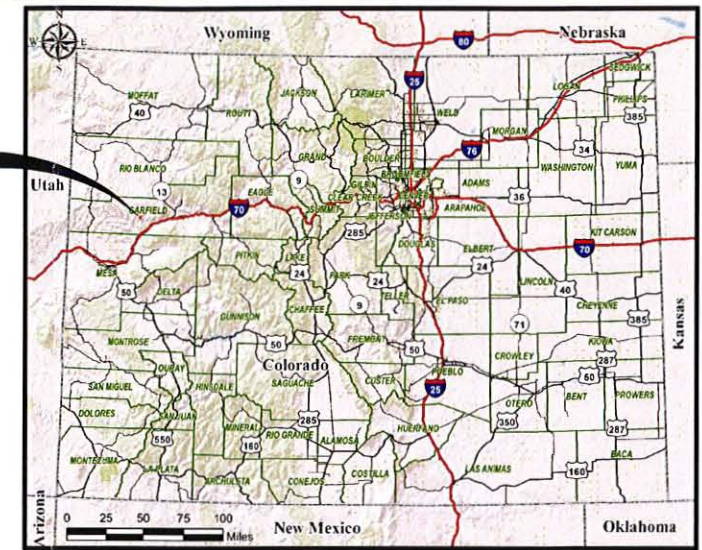 Wyoming
Nebraska
W
E
80
25
SEDGWICK
LOGAN
MOFFAT
JACKSON
LARIMER
PHILLIPS
40
ROUTT
WELD
385
MORGAN
GRAND
76
34
BOULDER
WASHINGTON
YUMA
RIO BLANCO
GILPIN
ADAMS
Utah
EAGLE
9
CLEAR CREEK
13
36
GARFIELD
70
SUMMIT
JEFFERSON
ARAPAHOE
285
KIT CARSON
DOUGLAS
ELBERT
70
PITKIN
LAKE
MESA
24
PARK
24
24
LINCOLN
50
DELTA
TELLER
40
CHEYENNE
GUNNISON
CHAFFEE
9
EL PASO
385
71
Kansas
MONTROSE
50
FREMONT
50
KIOWA
Colorado
CROWLEY
287
OURAY
PUEBLO
50
SAN MIGUEL
HINSDALE
SAGUACHE
CUSTER
25
BENT
PROWERS
OTERO
DOLORES
SAN JUAN
285
350
MINERAL
RIO GRANDE
HUERFANO
287
550
160
ALAMOSA
MONTEZUMA
BACA
LA PLATA
LAS ANIMAS
160
ARCHULETA
CONEJOS
COSTILLA
Arizona
0 25 50 75 100
Miles
New Mexico
Oklahoma